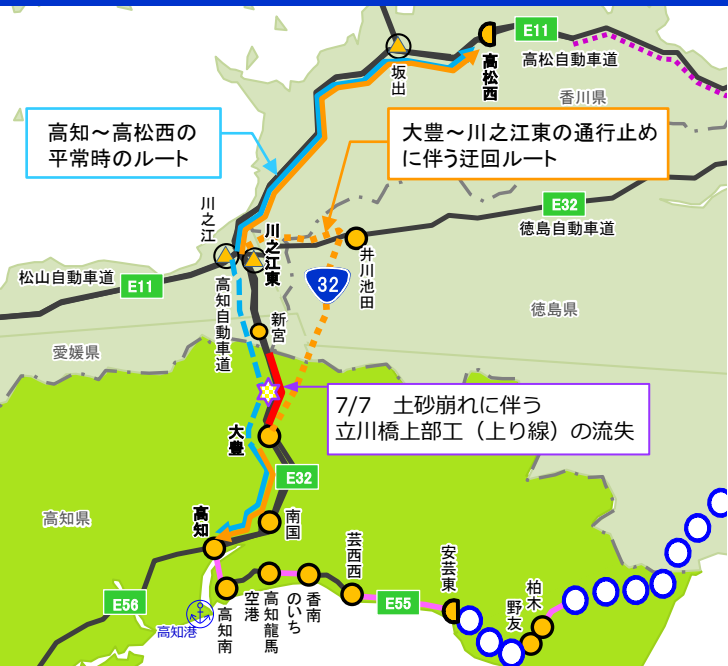 E11
高松自動車道
高松西
坂出
香川県
高知～高松西の
平常時のルート
大豊～川之江東の通行止め
に伴う迂回ルート
E32
徳島自動車道
川之江
川之江東
井川池田
松山自動車道
E11
高知自動車道
32
新宮
徳島県
愛媛県
7/7 土砂崩れに伴う
立川橋上部工（上り線）の流失
大豊
E32
高知県
高知
南国
芸西西
安芸東
柏木
野友
E56
高知港
高知南
高知龍馬
空港
香南
のいち
E55